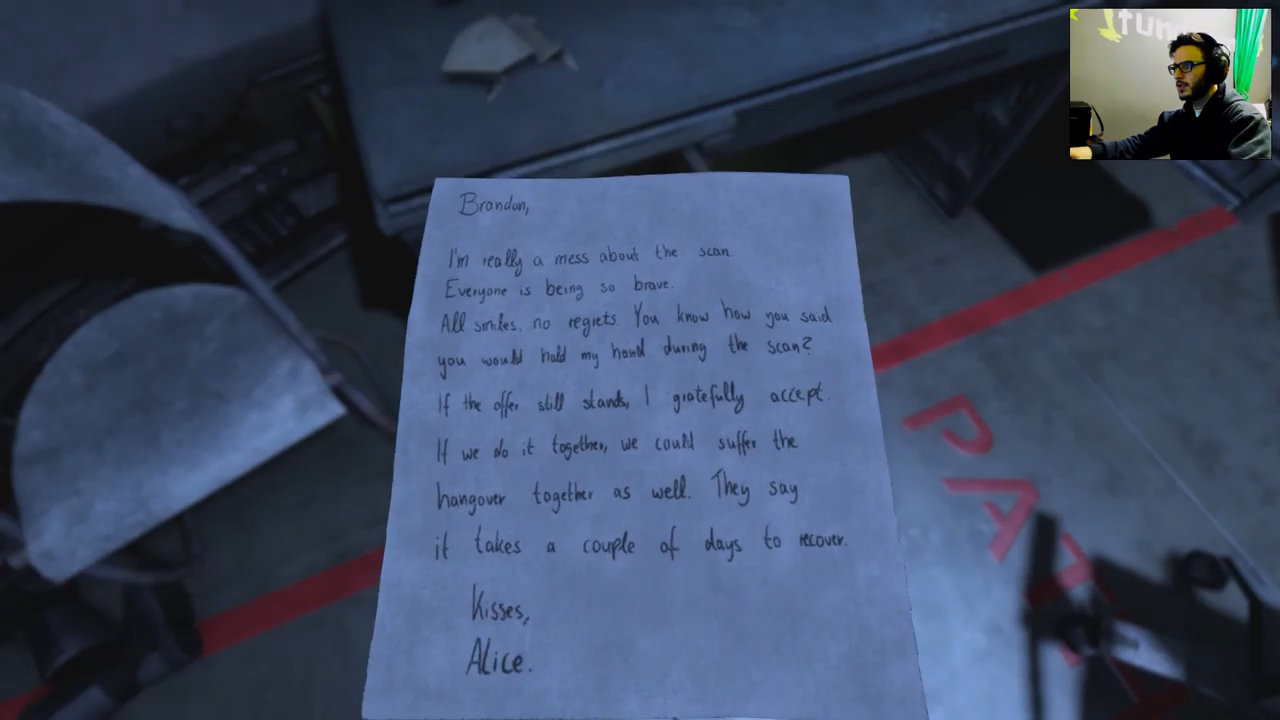 Brandon,
I'm really a mess about the scan.
Everyone is being so brave.
All smiles, no regrets. You know how you said
you would hold my hand during the scan?
If the offer still stands, I gratefully accept.
If we do it together, we could suffer the
hangover together as well. They say
it takes a couple of days to recover.
Kisses,
Alice.
PAT